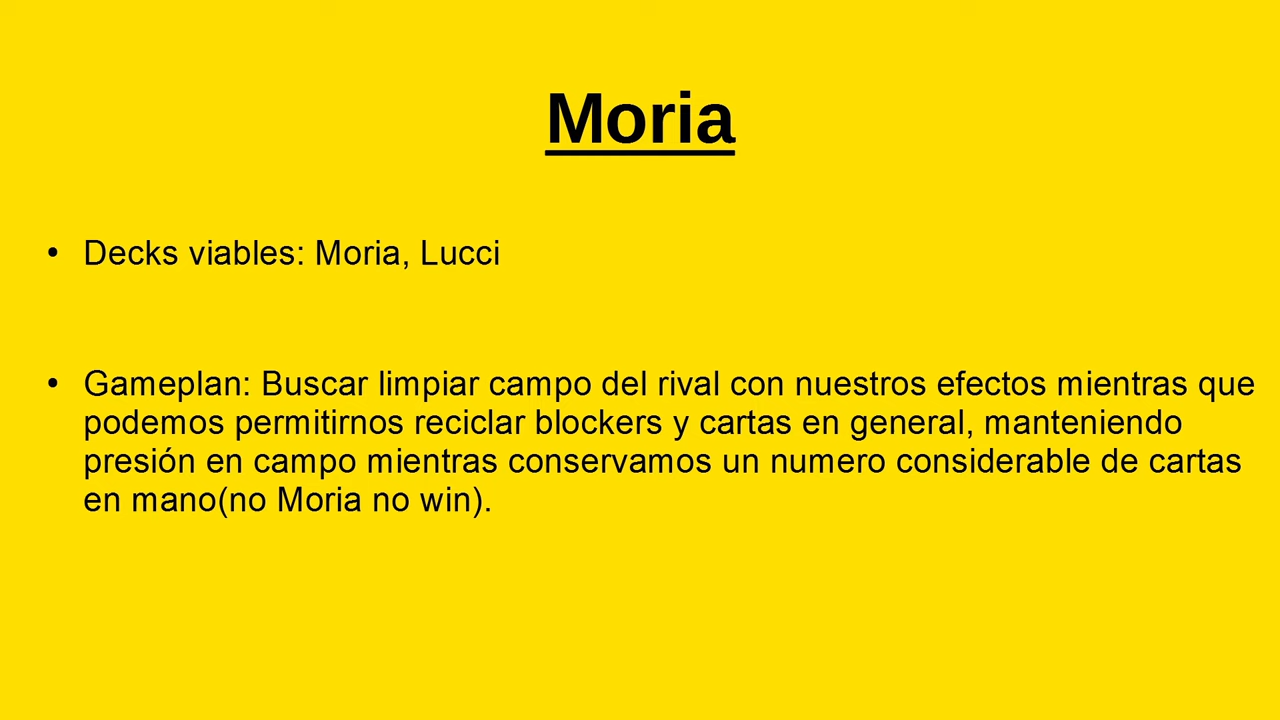 Moria
• Decks viables: Moria, Lucci
• Gameplan: Buscar limpiar campo del rival con nuestros efectos mientras que
podemos permitirnos reciclar blockers y cartas en general, manteniendo
presión en campo mientras conservamos un numero considerable de cartas
en mano(no Moria no win).